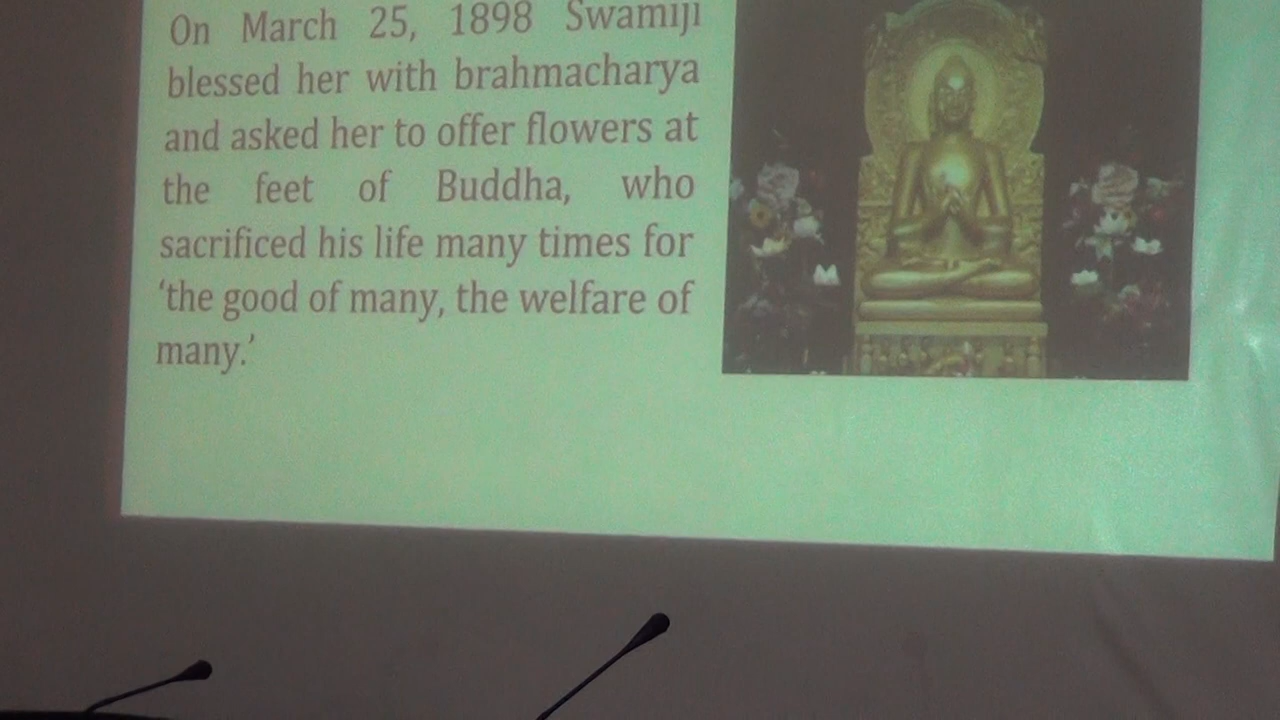 On March 25, 1898 Swamiji
blessed her with brahmacharya
and asked her to offer flowers at
the feet of Buddha, who
sacrificed his life many times for
‘the good of many, the welfare of
many.’